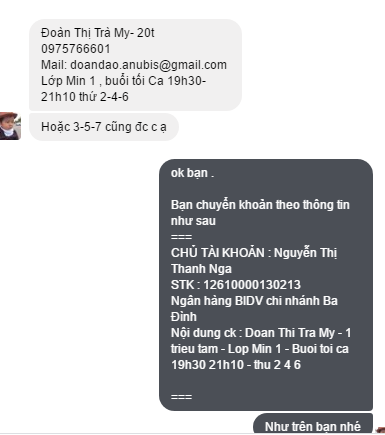 Đoàn Thị Trà My- 20t
0975766601
Mail: doandao.anubis@gmail.com
Lớp Min 1 , buổi tối Ca 19h30-
21h10 thứ 2-4-6
Hoặc 3-5-7 cũng đc c ạ
ok bạn .
Bạn chuyển khoản theo thông tin
như sau
===
CHỦ TÀI KHOẢN : Nguyễn Thị
Thanh Nga
STK : 12610000130213
Ngân hàng BIDV chi nhánh Ba
Đình
Nội dung ck : Doan Thi Tra My - 1
trieu tam - Lop Min 1 - Buoi toi ca
19h30 21h10 - thu 2 4 6
===
Như trên bạn nhé